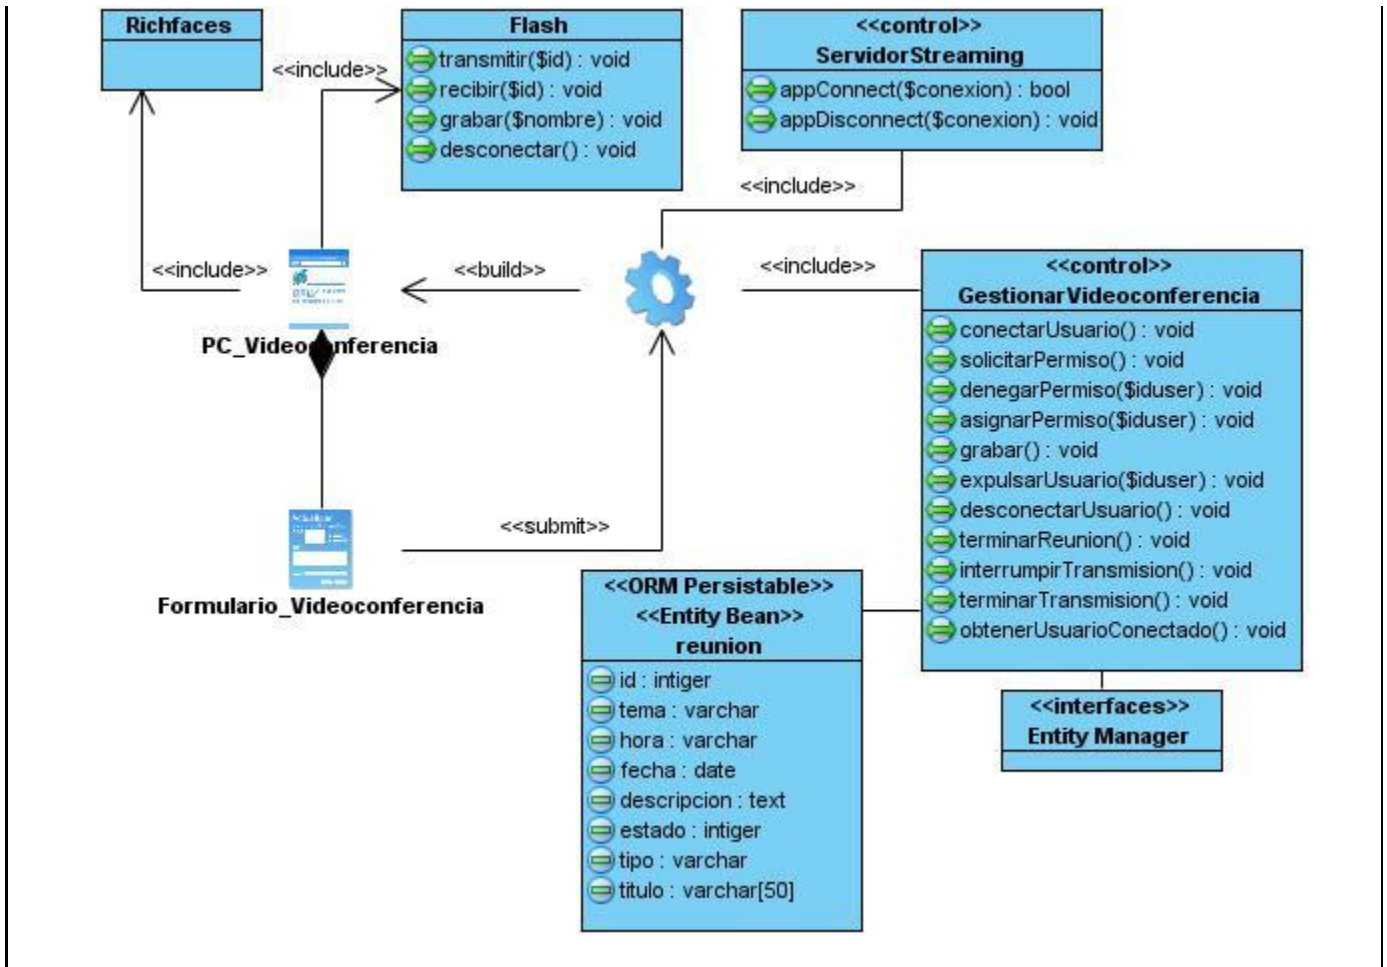 Richfaces
<<include>>
Flash
transmitir($id) : void
recibir($id) : void
grabar($nombre) : void
desconectar() : void
<<control>>
ServidorStreaming
appConnect($conexion) : bool
appDisconnect($conexion) : void
<<include>>
<<include>>
<<build>>
<<include>>
PC_Videoconferencia
<<control>>
GestionarVideoconferencia
conectarUsuario() : void
solicitarPermiso() : void
denegarPermiso($iduser) : void
asignarPermiso($iduser) : void
grabar() : void
expulsarUsuario($iduser) : void
desconectarUsuario() : void
terminarReunion() : void
interrumpirTransmision() : void
terminarTransmision() : void
obtenerUsuarioConectado() : void
<<submit>>
Formulario_Videoconferencia
<<ORM Persistable>>
<<Entity Bean>>
reunion
id : intiger
tema : varchar
hora : varchar
fecha : date
descripcion : text
estado : intiger
tipo : varchar
titulo : varchar[50]
<<interfaces>>
Entity Manager